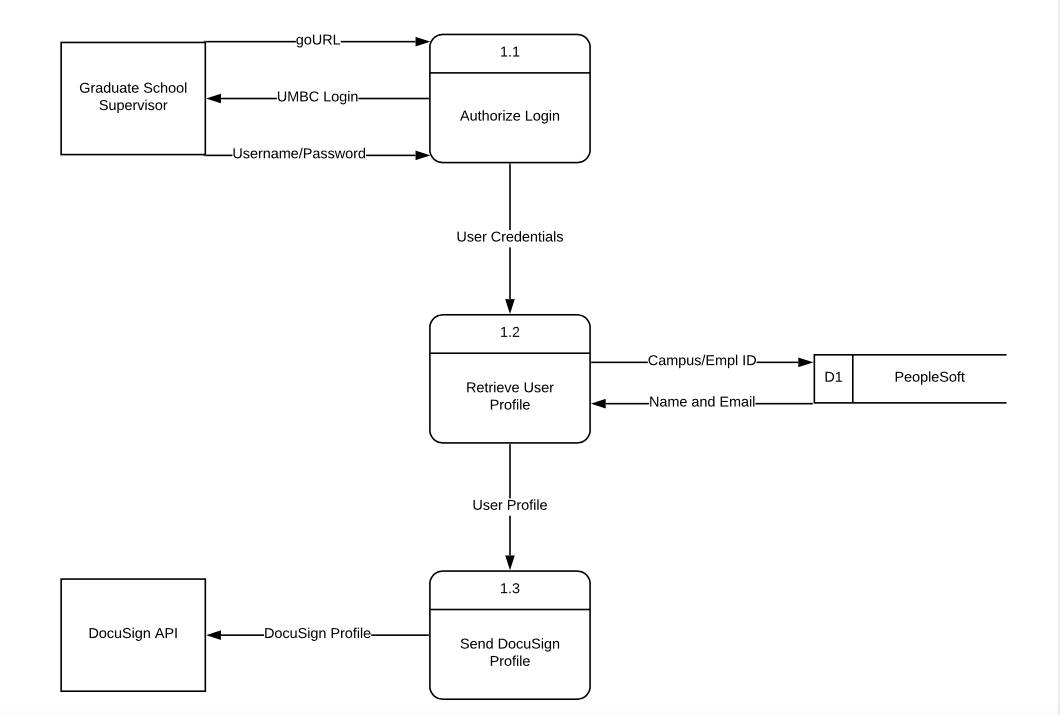 goURL
1.1
Graduate School
Supervisor
UMBC Login
Authorize Login
Username/Password
User Credentials
1.2
Campus/Empl ID
D1
PeopleSoft
Retrieve User
Profile
Name and Email
User Profile
1.3
DocuSign API
DocuSign Profile
Send DocuSign
Profile